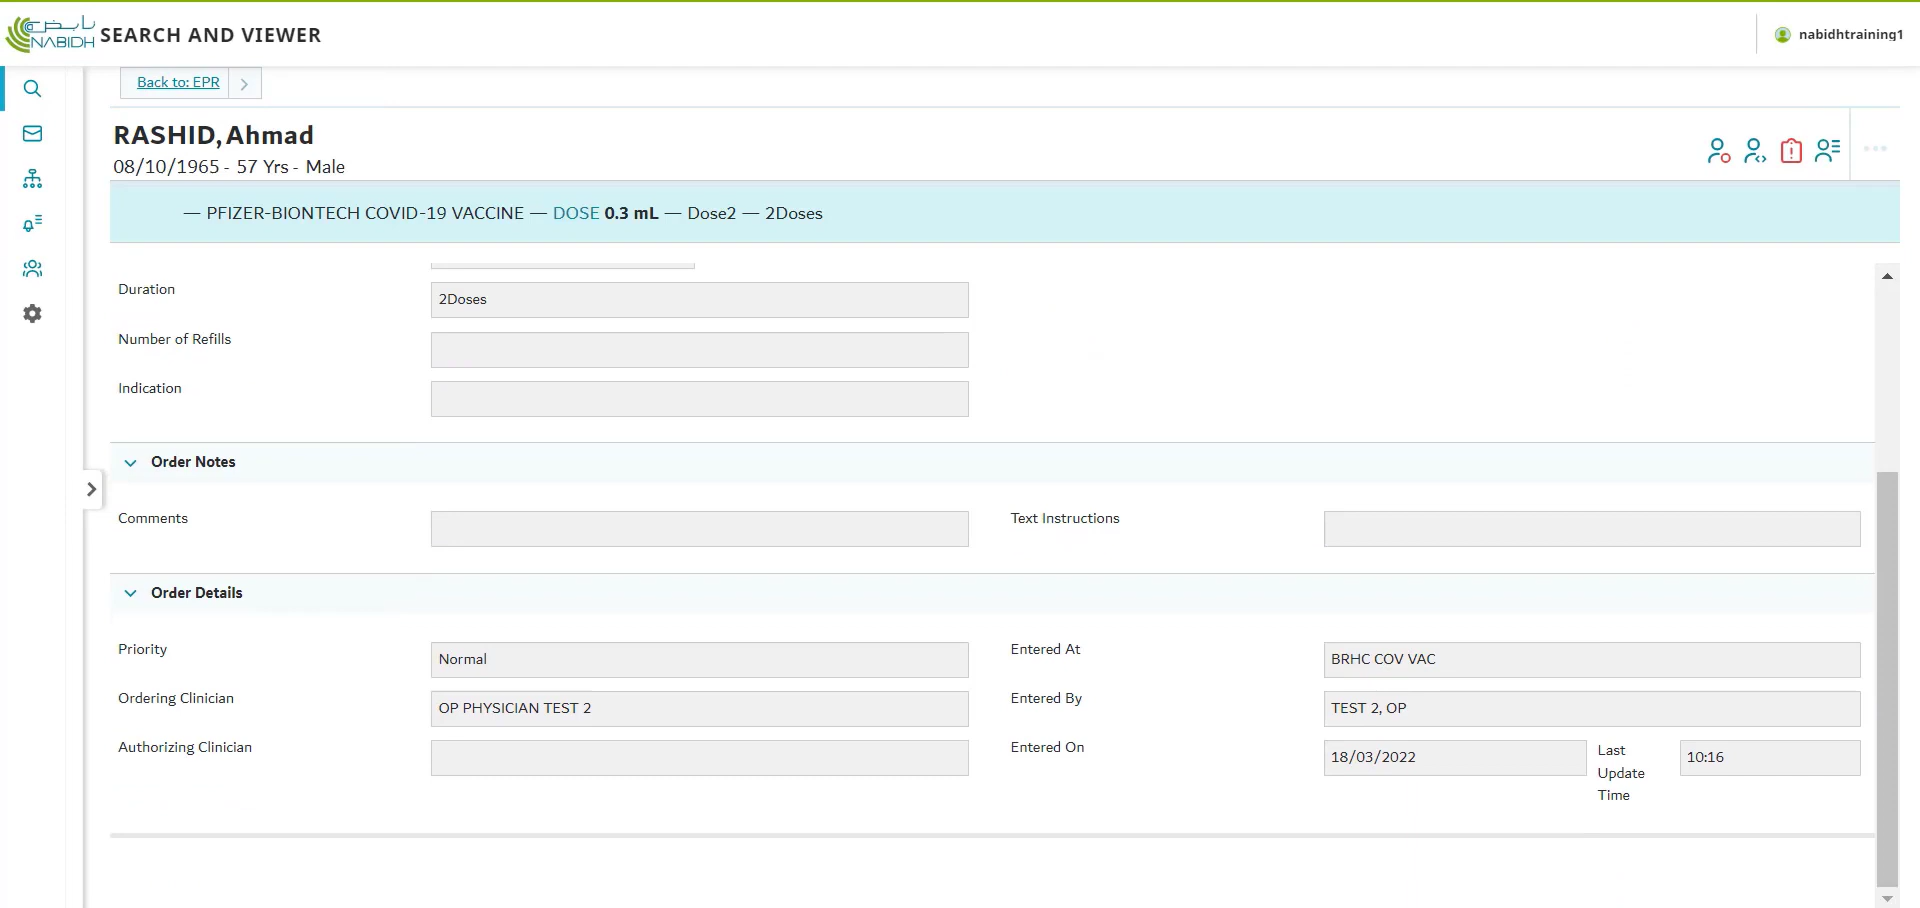 نابض
NABIDH
SEARCH AND VIEWER
nabidhtraining1
Back to: EPR
RASHID, Ahmad
08/10/1965 - 57 Yrs - Male
— PFIZER-BIONTECH COVID-19 VACCINE — DOSE 0.3 mL — Dose2 — 2Doses
Duration 2Doses
Number of Refills
Indication
Order Notes
Comments Text Instructions
Order Details
Priority Normal Entered At BRHC COV VAC
Ordering Clinician OP PHYSICIAN TEST 2 Entered By TEST 2, OP
Authorizing Clinician Entered On 18/03/2022 Last Update Time 10:16